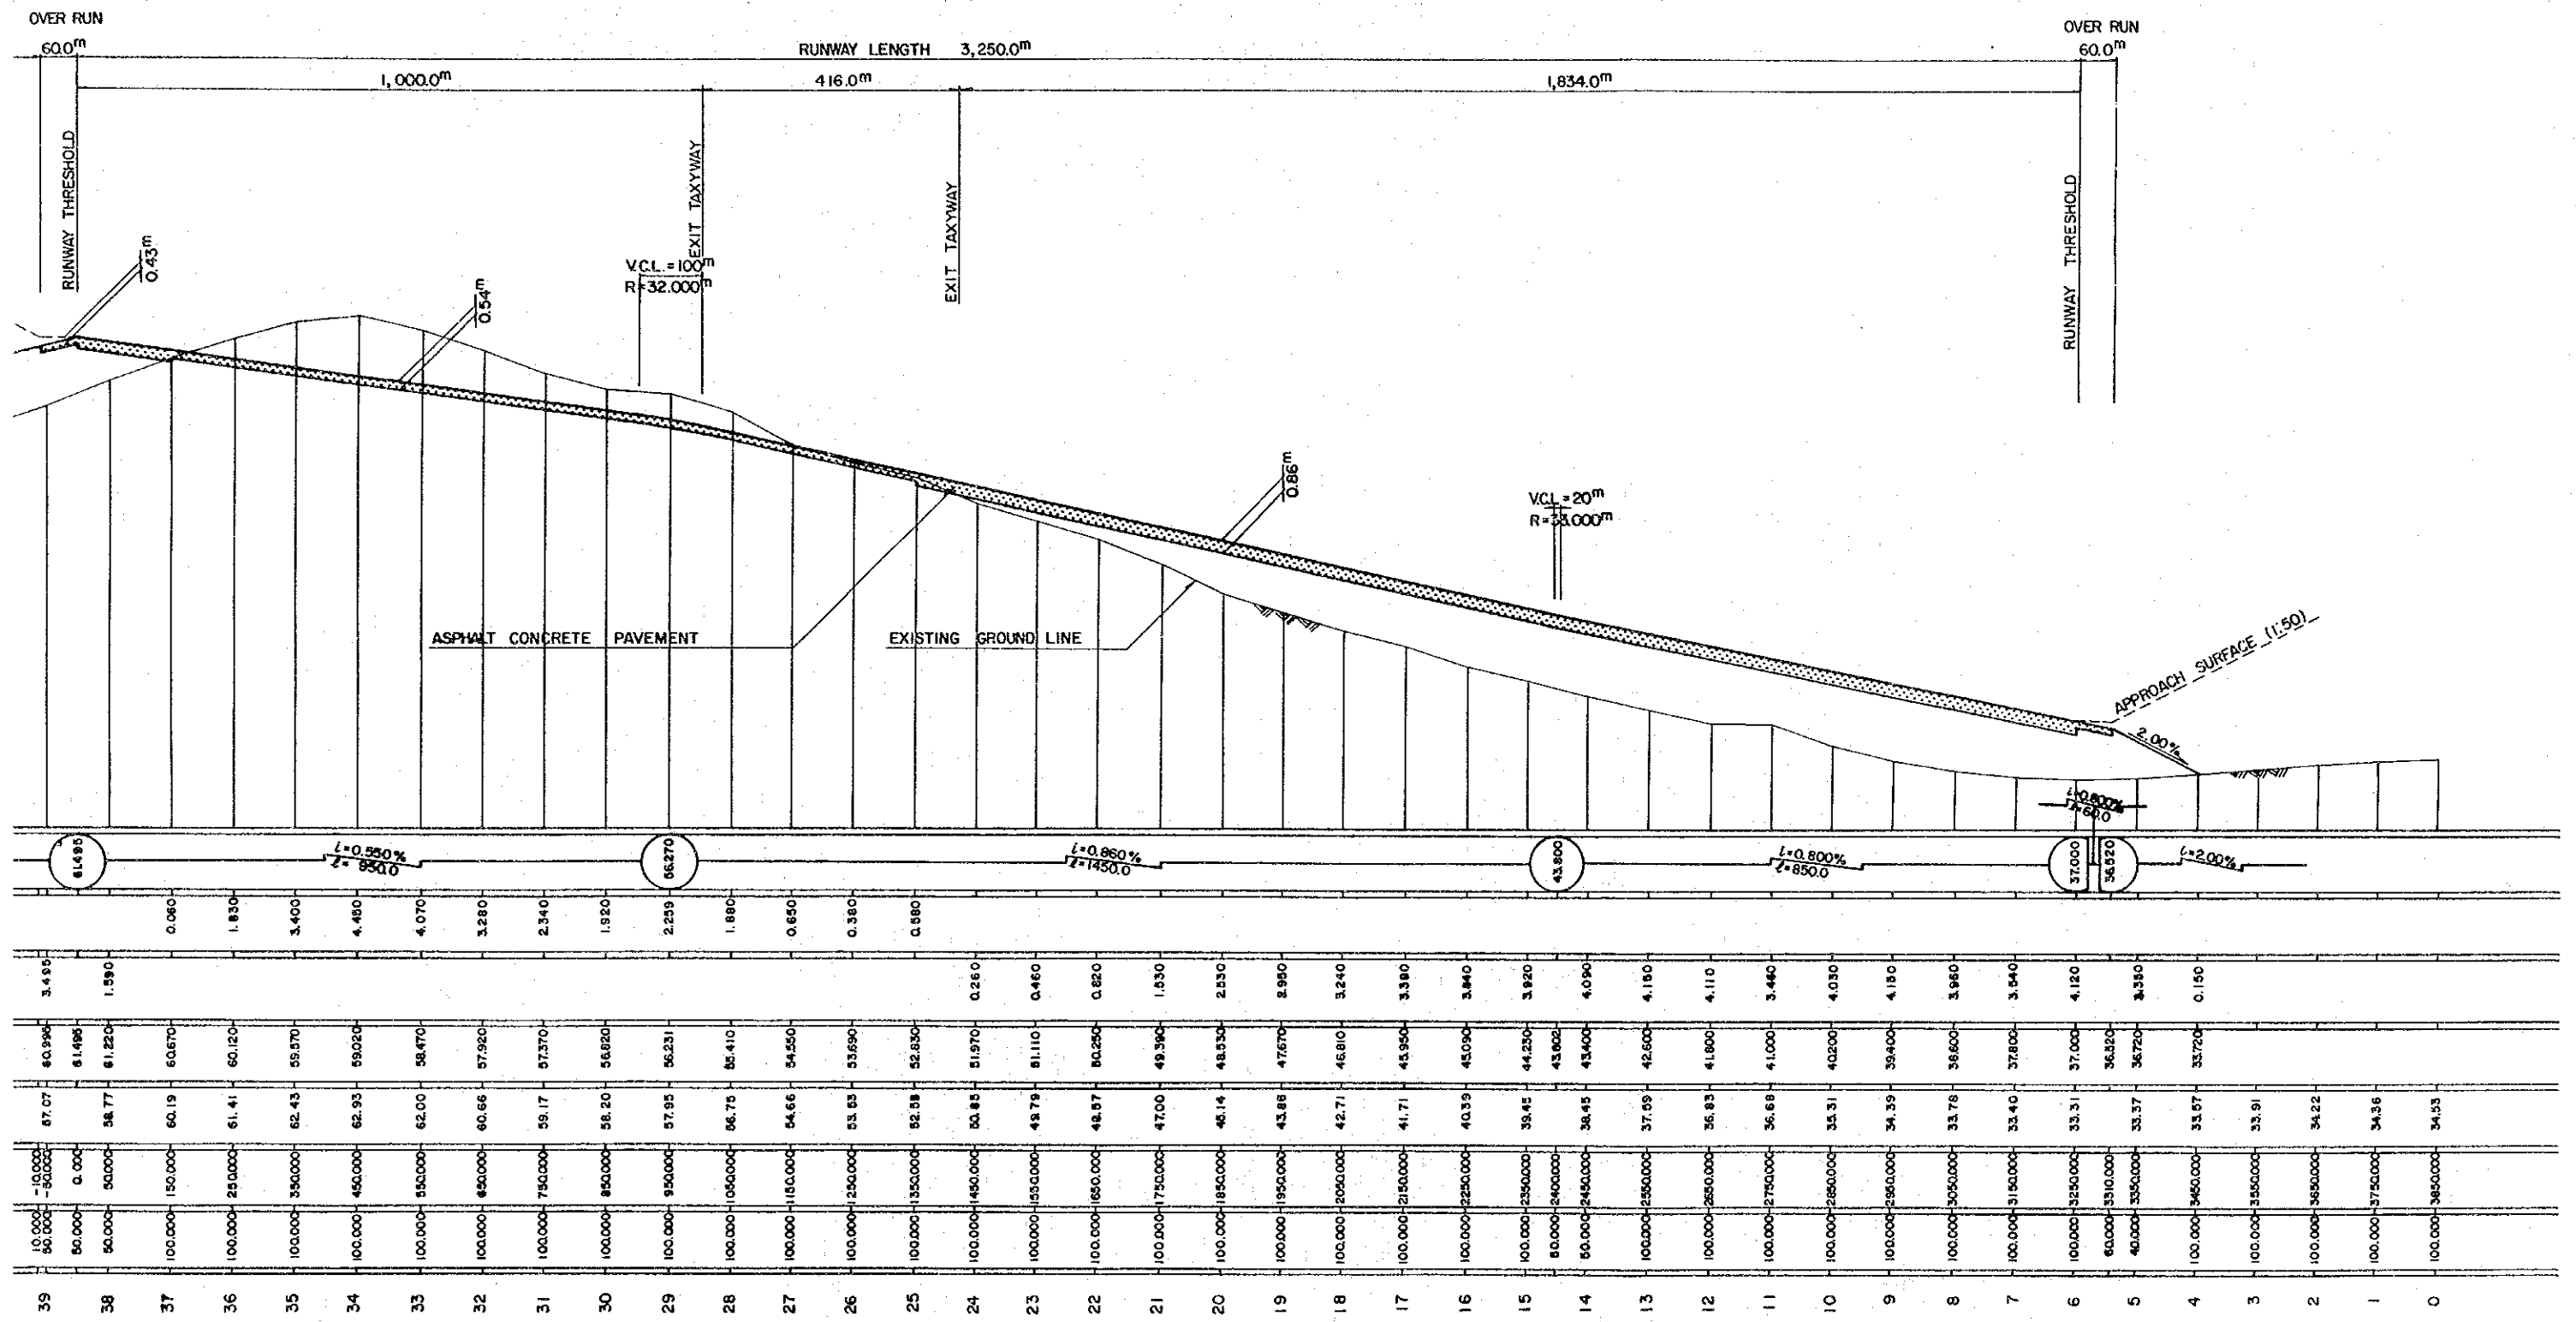 OVER RUN
OVER RUN
60.0m
RUNWAY LENGTH 3,250.0m
60.0m
1,000.0m
416.0m
1,834.0m
RUNWAY THRESHOLD
EXIT TAXYWAY
EXIT TAXYWAY
RUNWAY THRESHOLD
0.43m
0.54m
V.C.L. = 100m
R=32.000m
0.86m
V.C.L = 20m
R=33.000m
ASPHALT CONCRETE PAVEMENT
EXISTING GROUND LINE
APPROACH SURFACE (1:50)
2.00%
i=0.800%
l=60.0
61.495
i=0.550%
l= 950.0
56.270
i=0.860%
l=1450.0
43.800
i=0.800%
l=850.0
37.000
36.520
i=2.00%
0.060 1.830 3.400 4.480 4.070 3.280 2.340 1.920 2.259 1.880 0.650 0.380 0.580
3.495 1.590 0.260 0.460 0.820 1.530 2.530 2.950 3.240 3.380 3.840 3.920 4.090 4.150 4.110 3.440 4.030 4.150 3.960 3.540 4.120 0.150
60.995 61.495 61.220 60.670 60.120 59.570 59.020 58.470 57.920 57.370 56.820 56.231 55.410 54.550 53.690 52.830 51.970 51.110 50.250 49.390 48.530 47.670 46.810 45.950 45.090 44.230 43.802 43.400 42.600 41.800 41.000 40.200 39.400 38.600 37.800 37.000 36.520 36.720 33.720
57.07 58.77 60.19 61.41 62.43 62.93 62.00 60.66 59.17 58.20 57.95 56.75 54.66 53.53 52.58 50.85 49.79 48.57 47.00 45.14 43.86 42.71 41.71 40.39 39.45 38.45 37.59 36.83 36.68 35.31 34.39 33.78 33.40 33.31 33.37 33.57 33.91 34.22 34.36 34.53
-10.000 -50.000 0.000 50.000 150.000 250.000 350.000 450.000 550.000 650.000 750.000 850.000 950.000 1050.000 1150.000 1250.000 1350.000 1450.000 1550.000 1650.000 1750.000 1850.000 1950.000 2050.000 2150.000 2250.000 2350.000 2400.000 2450.000 2550.000 2650.000 2750.000 2850.000 2950.000 3050.000 3150.000 3250.000 3310.000 3350.000 3450.000 3550.000 3650.000 3750.000 3850.000
10.000 50.000 50.000 50.000 100.000 100.000 100.000 100.000 100.000 100.000 100.000 100.000 100.000 100.000 100.000 100.000 100.000 100.000 100.000 100.000 100.000 100.000 100.000 100.000 100.000 100.000 100.000 50.000 50.000 100.000 100.000 100.000 100.000 100.000 100.000 100.000 100.000 60.000 40.000 100.000 100.000 100.000 100.000 100.000
39 38 37 36 35 34 33 32 31 30 29 28 27 26 25 24 23 22 21 20 19 18 17 16 15 14 13 12 11 10 9 8 7 6 5 4 3 2 1 0